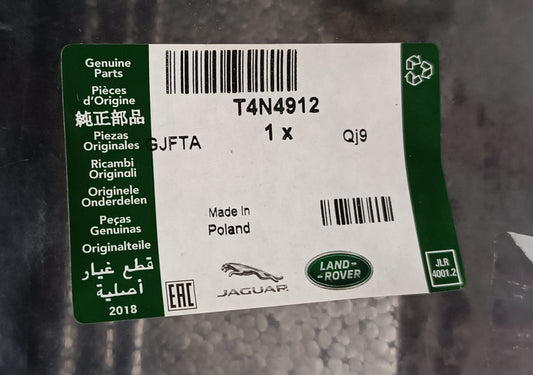 Genuine
Parts
Pièces
d'Origine
純正部品
Piezas
Originales
Ricambi
Originali
Originele
Onderdelen
Peças
Genuinas
Originalteile
قطع غيار
أصلية
2018
T4N4912
1 x
GJFTA
Qj9
Made In
Poland
EAC
JAGUAR
LAND-
-ROVER
JLR
4001.2